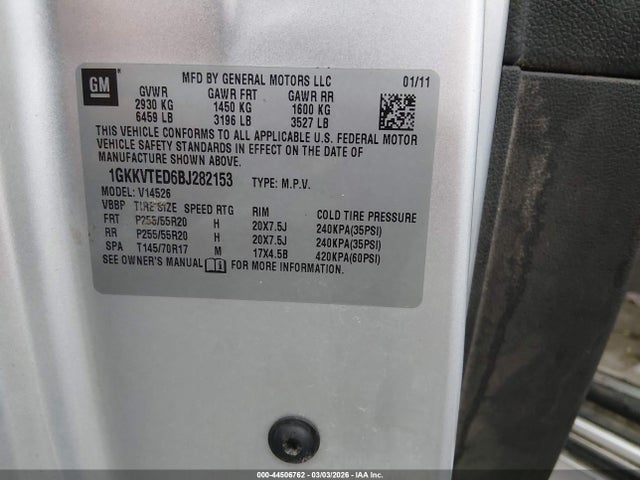 GM
MFD BY GENERAL MOTORS LLC 01/11
GVWR GAWR FRT GAWR RR
2930 KG 1450 KG 1600 KG
6459 LB 3196 LB 3527 LB
THIS VEHICLE CONFORMS TO ALL APPLICABLE U.S. FEDERAL MOTOR
VEHICLE SAFETY STANDARDS IN EFFECT ON THE DATE OF
MANUFACTURE SHOWN ABOVE.
1GKKVTED6BJ282153 TYPE: M.P.V.
MODEL: V14526
VBBP TIRE SIZE SPEED RTG RIM COLD TIRE PRESSURE
FRT P255/55R20 H 20X7.5J 240KPA(35PSI)
RR P255/55R20 H 20X7.5J 240KPA(35PSI)
SPA T145/70R17 M 17X4.5B 420KPA(60PSI)
SEE OWNER'S MANUAL FOR MORE INFORMATION.
000-44506762 - 03/03/2026 - IAA Inc.